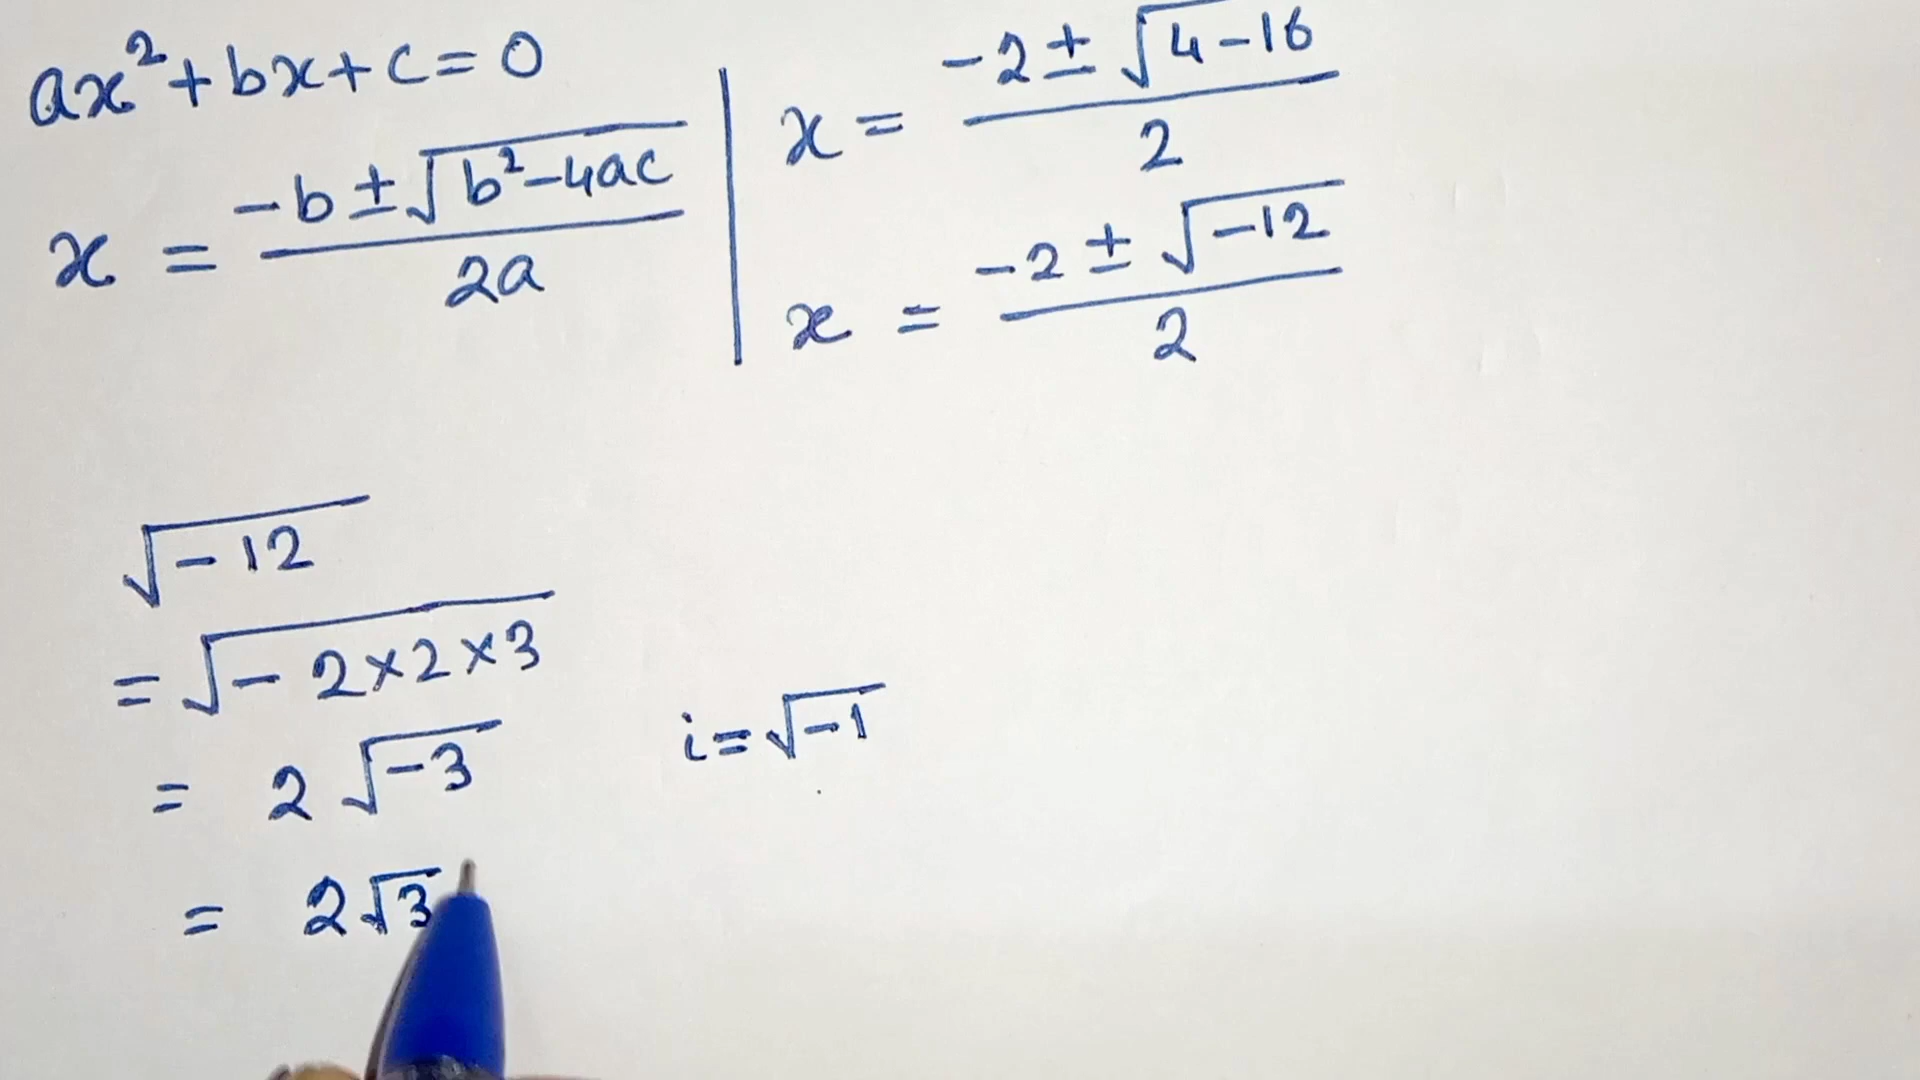 ax²+bx+c=0
x = (-b±√(b²-4ac))/(2a)
x = (-2±√(4-16))/2
x = (-2±√(-12))/2
√(-12)
=√(-2×2×3)
= 2√(-3)
i=√(-1)
= 2√3